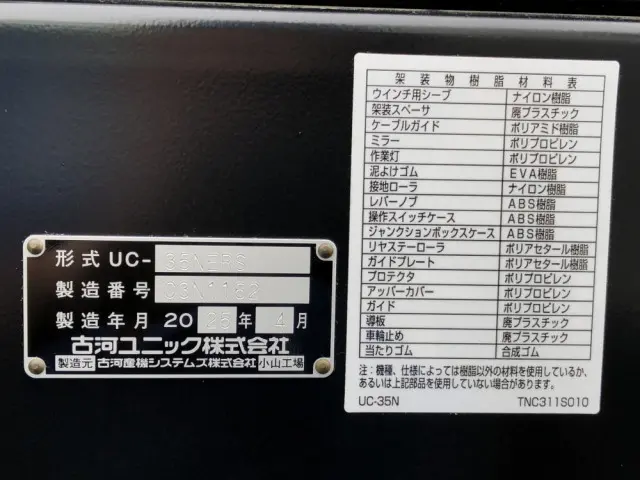 形式 UC-
製造番号
製造年月 20 25 年 4 月
古河ユニック株式会社
製造元 古河産機システムズ株式会社 小山工場
架装物樹脂材料表
ウインチ用シーブ ナイロン樹脂
架装スペーサ 廃プラスチック
ケーブルガイド ポリアミド樹脂
ミラー ポリプロピレン
作業灯 ポリプロピレン
泥よけゴム EVA樹脂
接地ローラ ナイロン樹脂
レバーノブ ABS樹脂
操作スイッチケース ABS樹脂
ジャンクションボックスケース ABS樹脂
リヤステーローラ ポリアセタール樹脂
ガイドプレート ポリアセタール樹脂
プロテクタ ポリプロピレン
アッパーカバー ポリプロピレン
ガイド ポリプロピレン
導板 廃プラスチック
車輪止め 廃プラスチック
当たりゴム 合成ゴム
注:機種、仕様によっては樹脂以外の材料を使用しているか、
あるいは上記部品を使用していない場合があります。
UC-35N TNC311S010